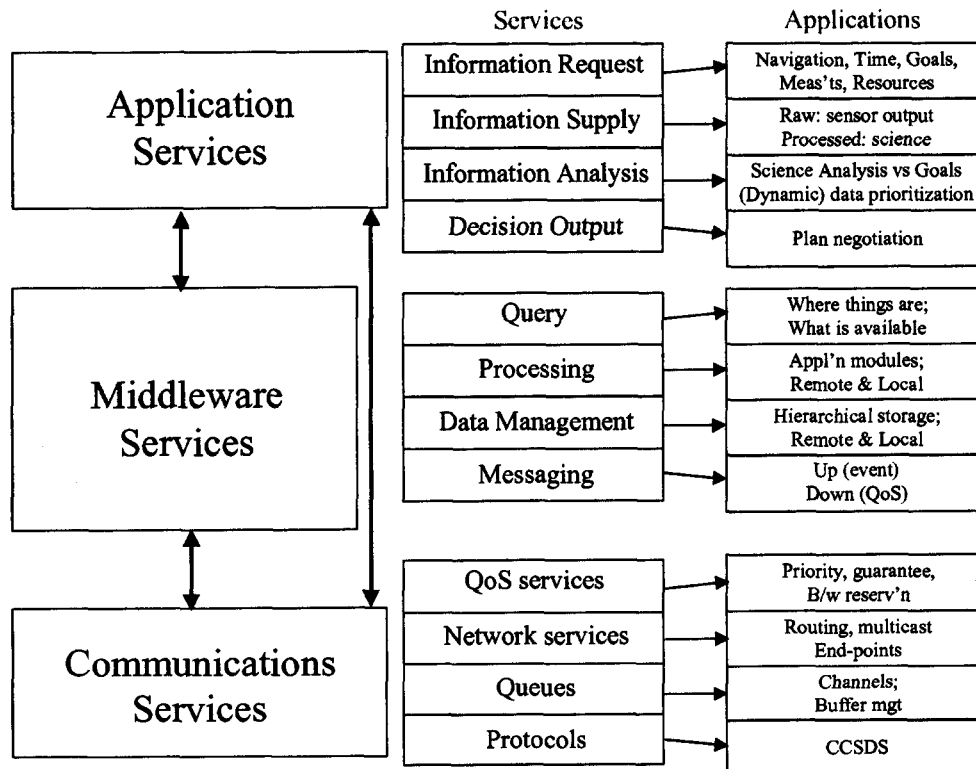 Services
Applications
Application
Services
Information Request
Navigation, Time, Goals,
Meas'ts, Resources
Information Supply
Raw: sensor output
Processed: science
Information Analysis
Science Analysis vs Goals
(Dynamic) data prioritization
Decision Output
Plan negotiation
Middleware
Services
Query
Where things are;
What is available
Processing
Appl'n modules;
Remote & Local
Data Management
Hierarchical storage;
Remote & Local
Messaging
Up (event)
Down (QoS)
Communications
Services
QoS services
Priority, guarantee,
B/w reserv'n
Network services
Routing, multicast
End-points
Queues
Channels;
Buffer mgt
Protocols
CCSDS